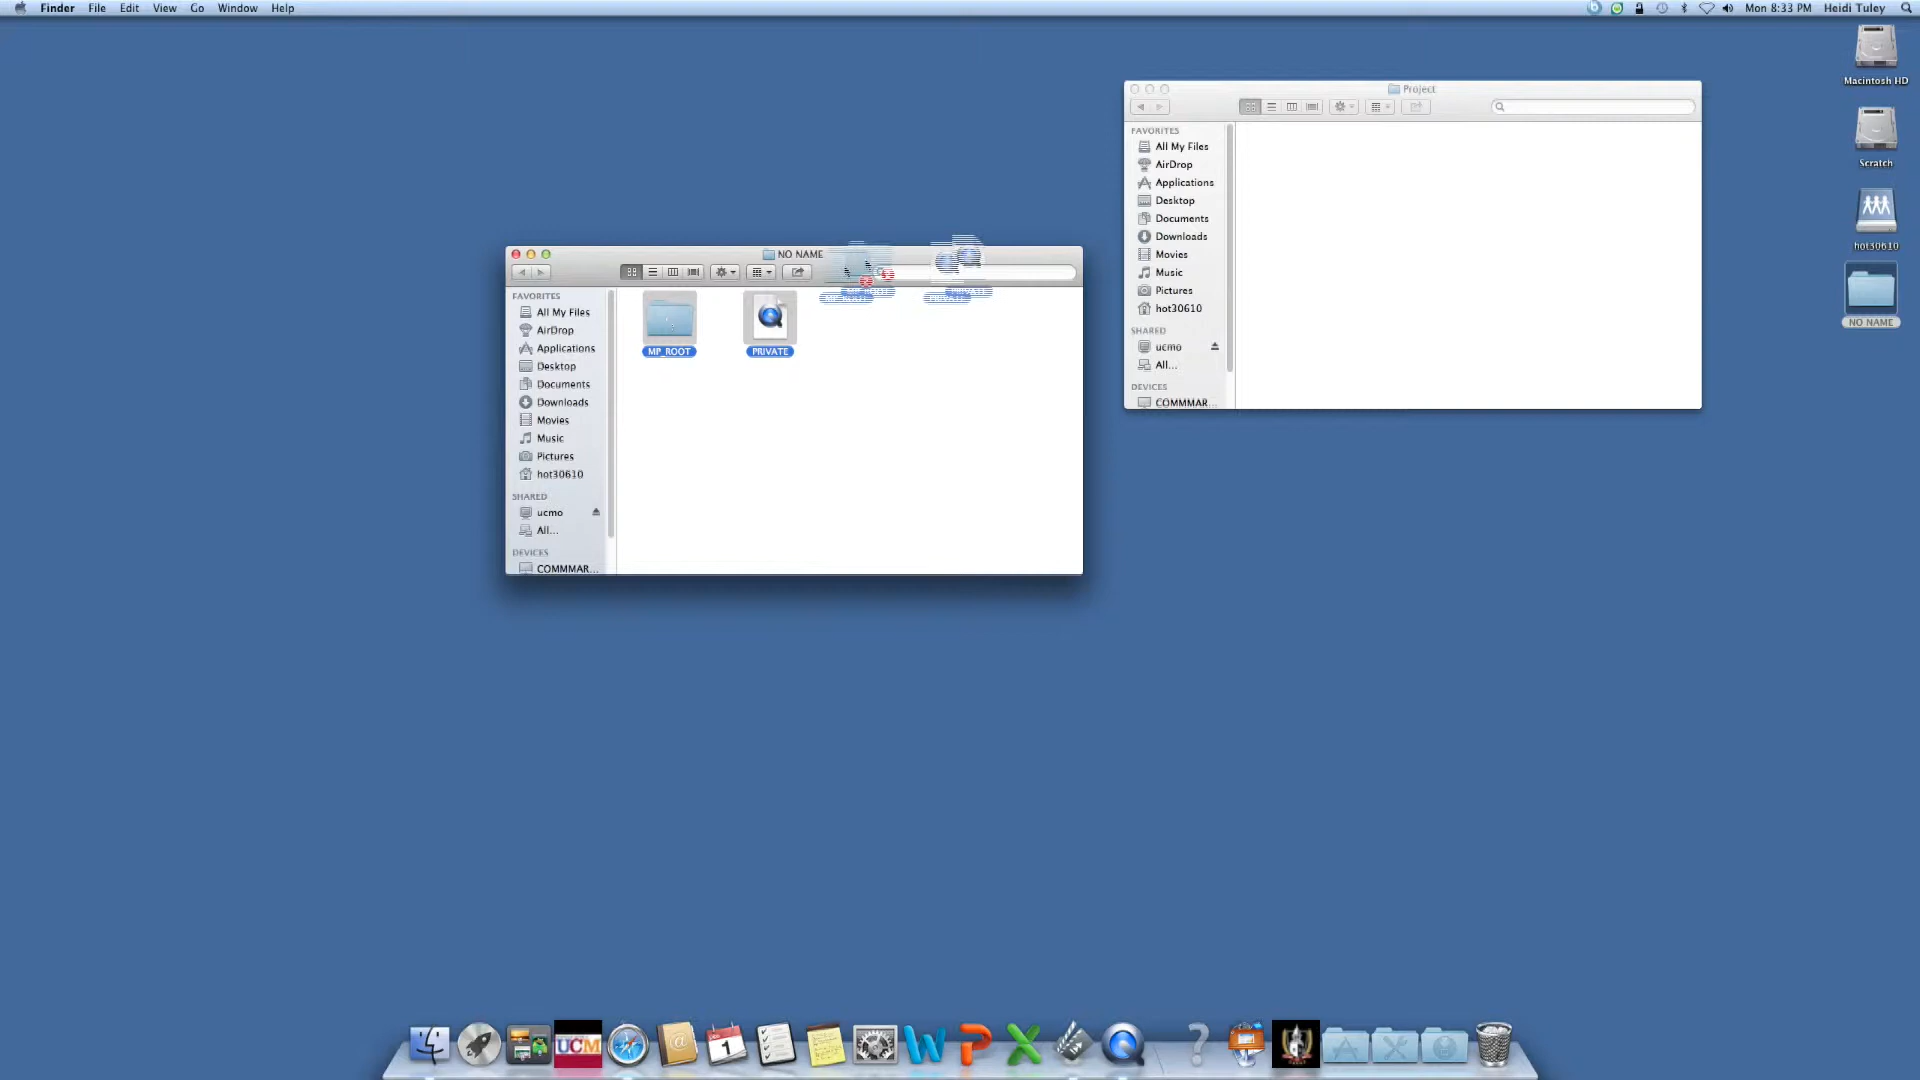 Finder File Edit View Go Window Help
Mon 8:33 PM Heidi Tuley
Macintosh HD
Scratch
hot30610
NO NAME
Project
FAVORITES
All My Files
AirDrop
Applications
Desktop
Documents
Downloads
Movies
Music
Pictures
hot30610
SHARED
ucmo
All...
DEVICES
COMMMAR...
NO NAME
FAVORITES
All My Files
AirDrop
Applications
Desktop
Documents
Downloads
Movies
Music
Pictures
hot30610
SHARED
ucmo
All...
DEVICES
COMMMAR...
MP_ROOT PRIVATE
UCM
1